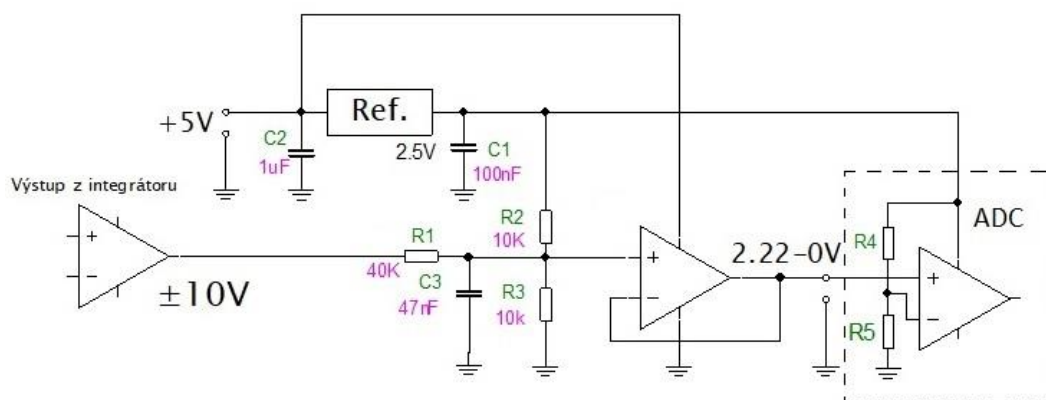 +5V
Ref.
C2
1uF
2.5V
C1
100nF
Výstup z integrátoru
+
−
±10V
R1
40K
C3
47nF
R2
10K
R3
10k
+
−
2.22-0V
ADC
R4
R5
+
−